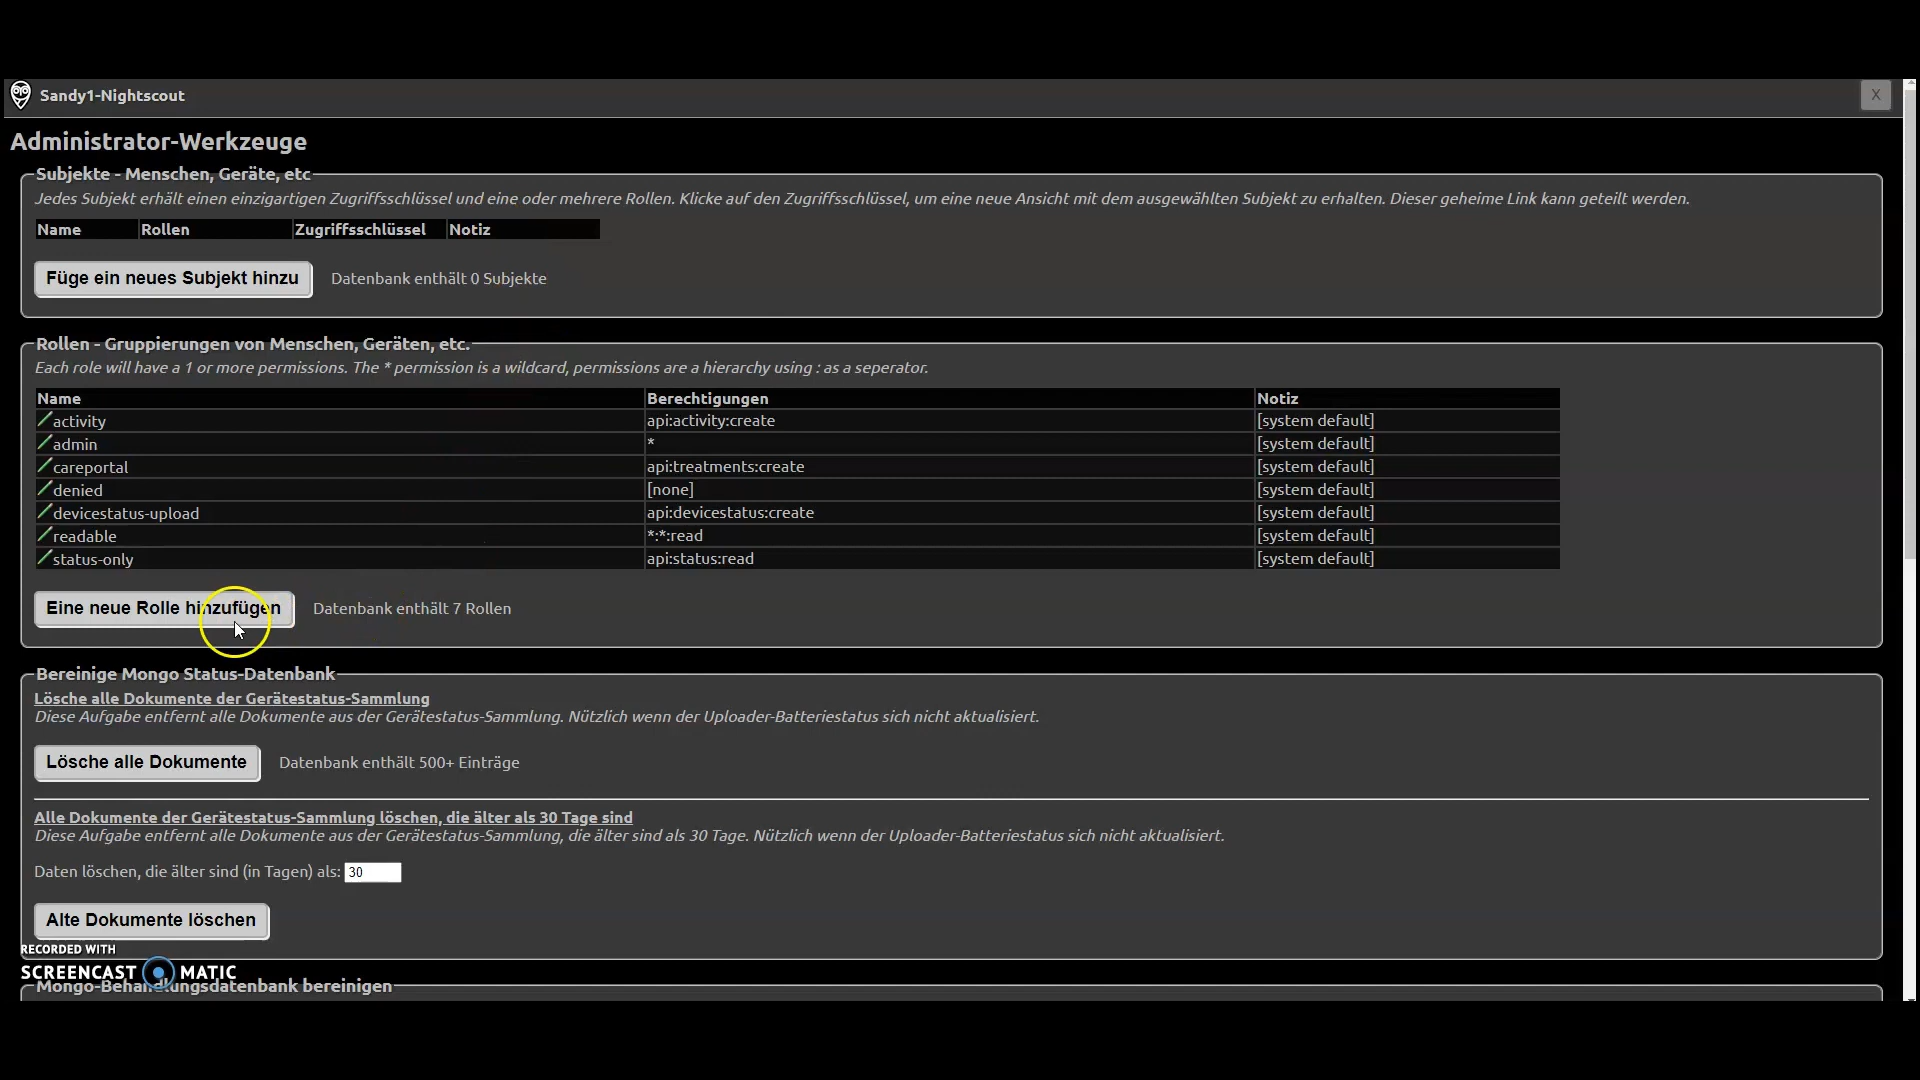 Sandy1-Nightscout
X
Administrator-Werkzeuge
Subjekte - Menschen, Geräte, etc
Jedes Subjekt erhält einen einzigartigen Zugriffsschlüssel und eine oder mehrere Rollen. Klicke auf den Zugriffsschlüssel, um eine neue Ansicht mit dem ausgewählten Subjekt zu erhalten. Dieser geheime Link kann geteilt werden.
Name Rollen Zugriffsschlüssel Notiz
Füge ein neues Subjekt hinzu Datenbank enthält 0 Subjekte
Rollen - Gruppierungen von Menschen, Geräten, etc.
Each role will have a 1 or more permissions. The * permission is a wildcard, permissions are a hierarchy using : as a seperator.
Name Berechtigungen Notiz
activity api:activity:create [system default]
admin * [system default]
careportal api:treatments:create [system default]
denied [none] [system default]
devicestatus-upload api:devicestatus:create [system default]
readable *:*:read [system default]
status-only api:status:read [system default]
Eine neue Rolle hinzufügen Datenbank enthält 7 Rollen
Bereinige Mongo Status-Datenbank
Lösche alle Dokumente der Gerätestatus-Sammlung
Diese Aufgabe entfernt alle Dokumente aus der Gerätestatus-Sammlung. Nützlich wenn der Uploader-Batteriestatus sich nicht aktualisiert.
Lösche alle Dokumente Datenbank enthält 500+ Einträge
Alle Dokumente der Gerätestatus-Sammlung löschen, die älter als 30 Tage sind
Diese Aufgabe entfernt alle Dokumente aus der Gerätestatus-Sammlung, die älter sind als 30 Tage. Nützlich wenn der Uploader-Batteriestatus sich nicht aktualisiert.
Daten löschen, die älter sind (in Tagen) als: 30
Alte Dokumente löschen
RECORDED WITH
SCREENCAST MATIC
Mongo-Behandlungsdatenbank bereinigen